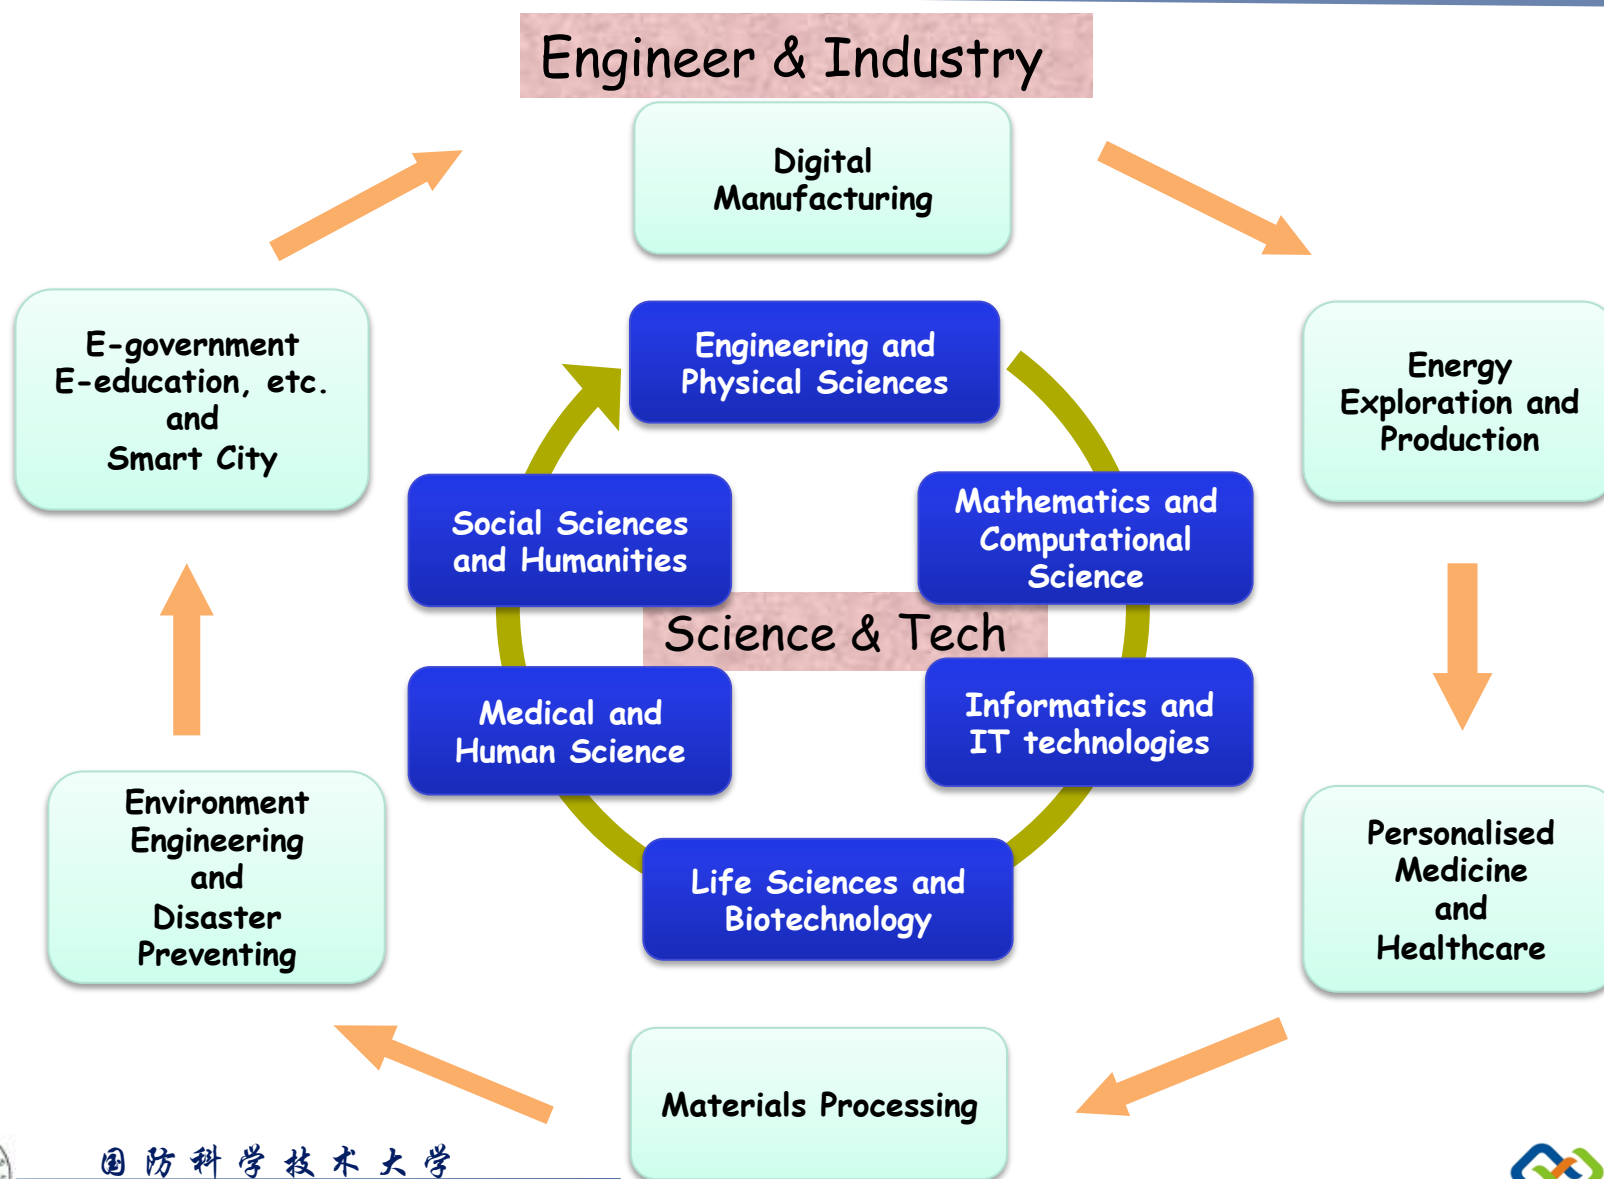 Engineer & Industry
Digital
Manufacturing
E-government
E-education, etc.
and
Smart City
Engineering and
Physical Sciences
Energy
Exploration and
Production
Social Sciences
and Humanities
Mathematics and
Computational
Science
Science & Tech
Medical and
Human Science
Informatics and
IT technologies
Environment
Engineering
and
Disaster
Preventing
Life Sciences and
Biotechnology
Personalised
Medicine
and
Healthcare
Materials Processing
国防科学技术大学